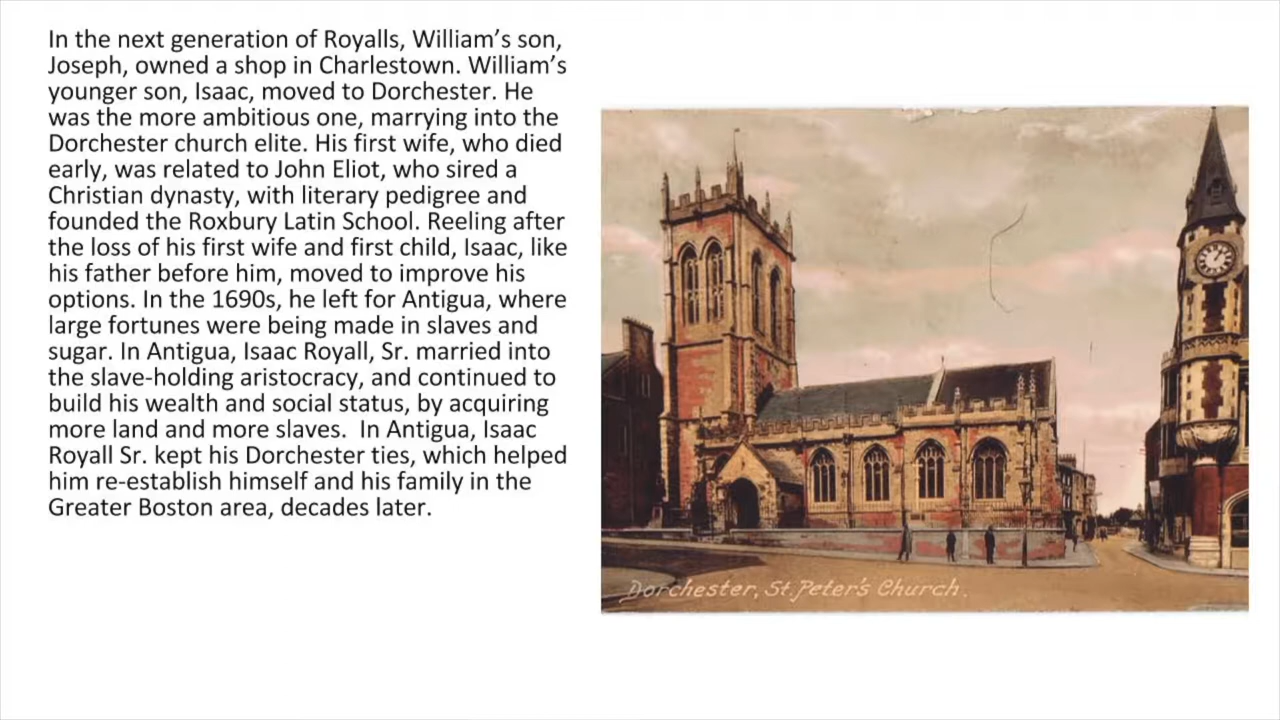 In the next generation of Royalls, William’s son,
Joseph, owned a shop in Charlestown. William’s
younger son, Isaac, moved to Dorchester. He
was the more ambitious one, marrying into the
Dorchester church elite. His first wife, who died
early, was related to John Eliot, who sired a
Christian dynasty, with literary pedigree and
founded the Roxbury Latin School. Reeling after
the loss of his first wife and first child, Isaac, like
his father before him, moved to improve his
options. In the 1690s, he left for Antigua, where
large fortunes were being made in slaves and
sugar. In Antigua, Isaac Royall, Sr. married into
the slave-holding aristocracy, and continued to
build his wealth and social status, by acquiring
more land and more slaves.  In Antigua, Isaac
Royall Sr. kept his Dorchester ties, which helped
him re-establish himself and his family in the
Greater Boston area, decades later.
Dorchester, St. Peter's Church.